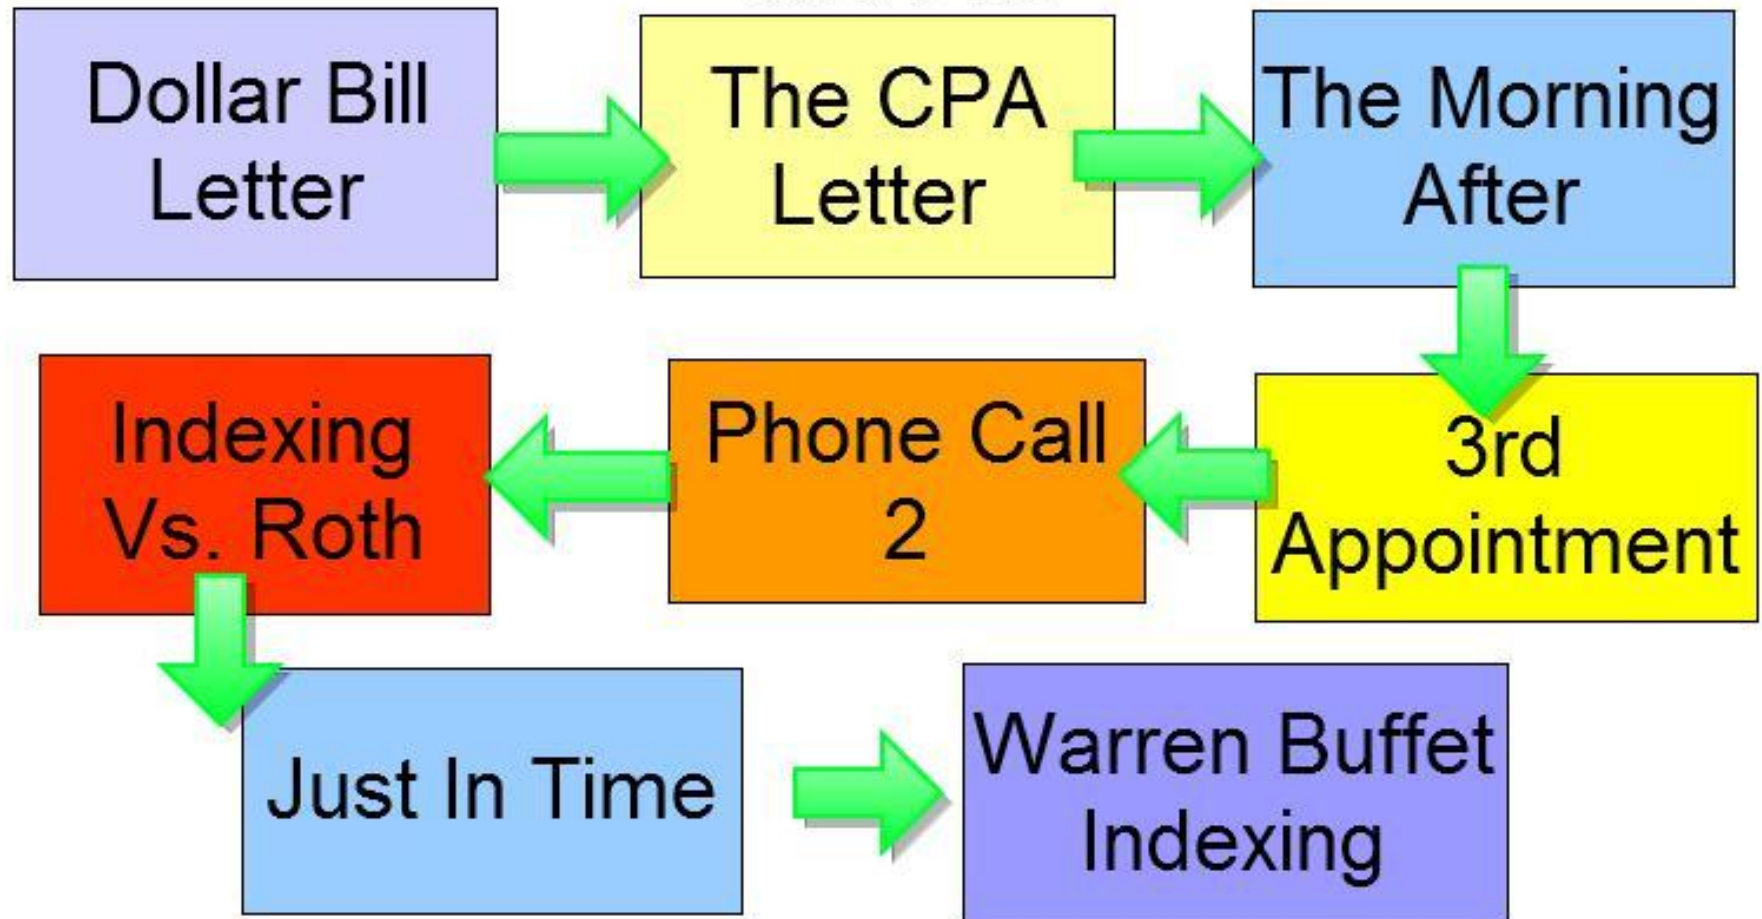 Dollar Bill
Letter
The CPA
Letter
The Morning
After
3rd
Appointment
Phone Call
2
Indexing
Vs. Roth
Just In Time
Warren Buffet
Indexing